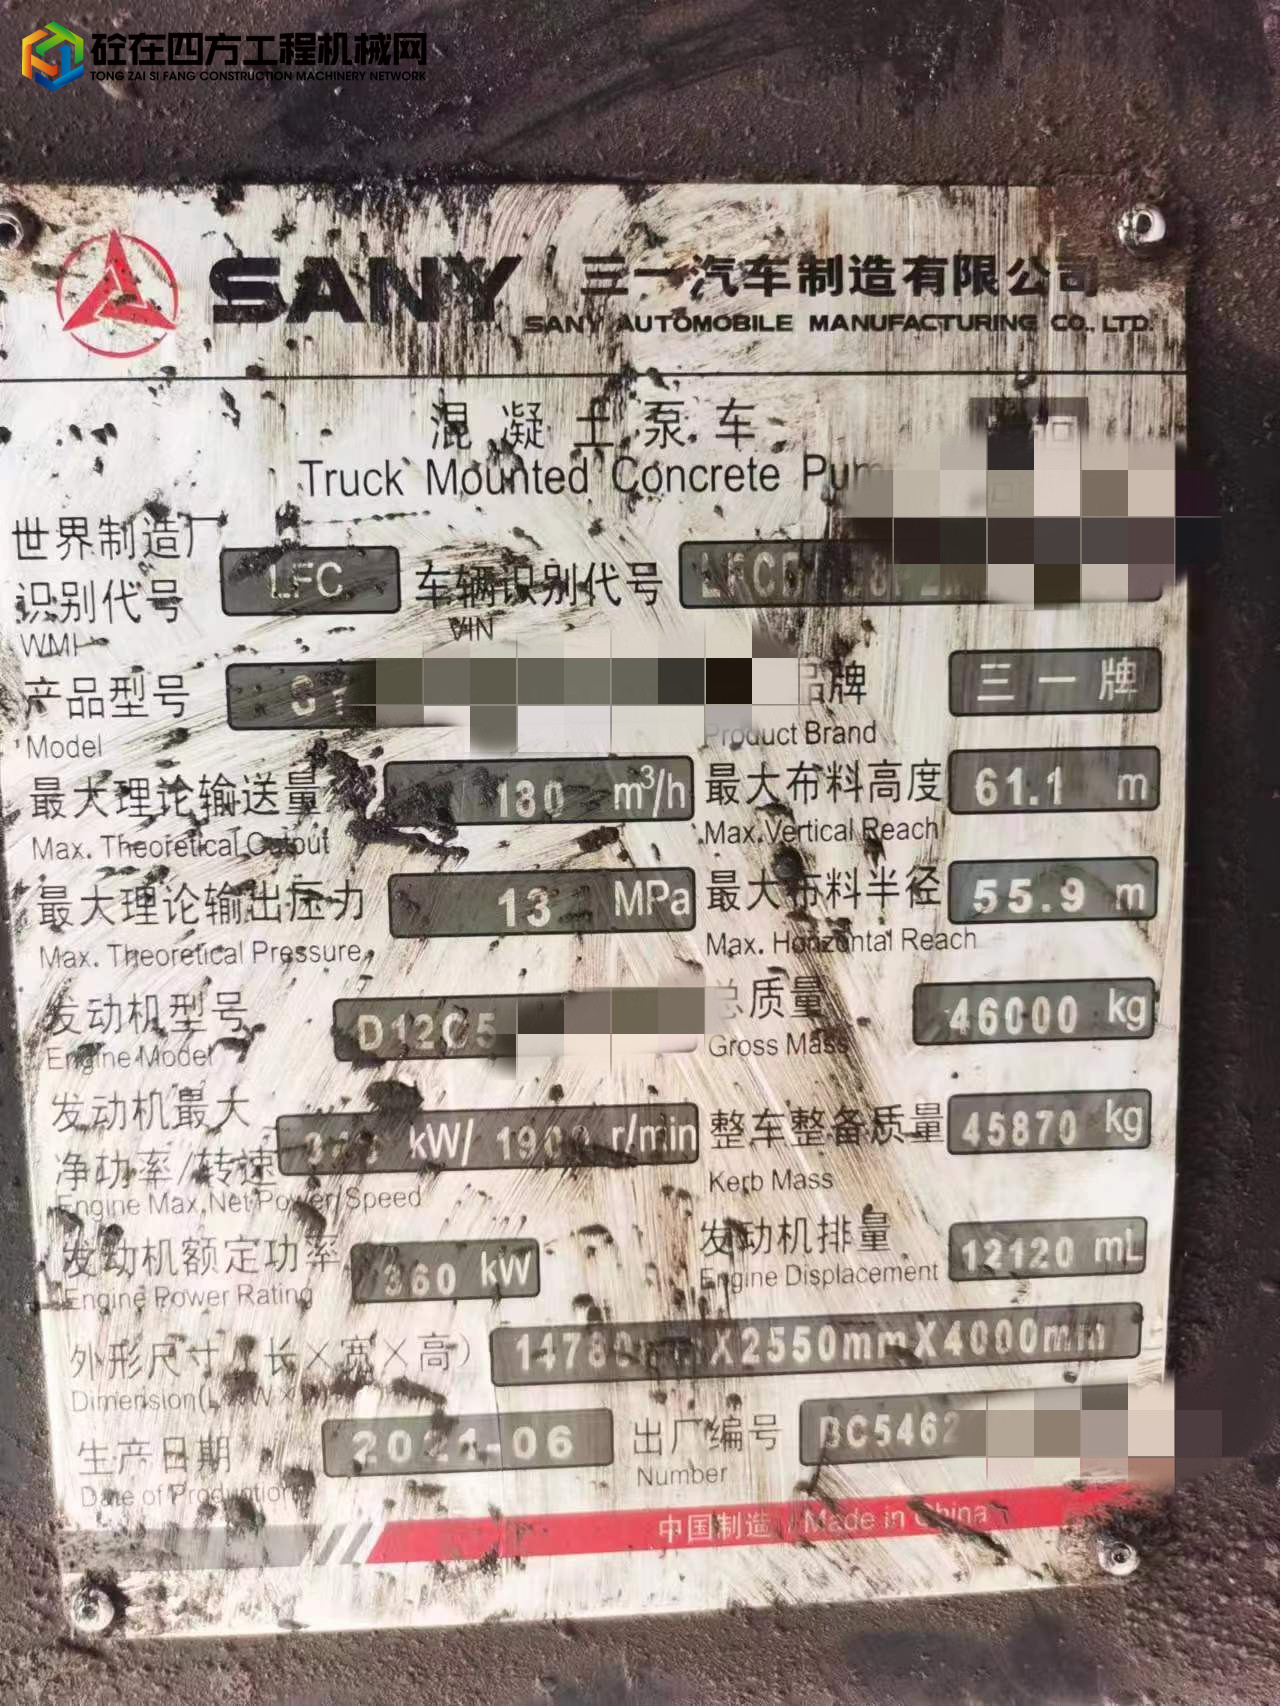 砼在四方工程机械网
TONG ZAI SI FANG CONSTRUCTION MACHINERY NETWORK
SANY 三一汽车制造有限公司
SANY AUTOMOBILE MANUFACTURING CO., LTD.
混凝土泵车
Truck Mounted Concrete
世界制造厂
识别代号 LFC 车辆识别代号
WMI VIN
产品型号 品牌 三一牌
Model Product Brand
最大理论输送量 180 m³/h 最大布料高度 61.1 m
Max. Theoretical Output Max.Vertical Reach
最大理论输出压力 13 MPa 最大布料半径 55.9 m
Max. Theoretical Pressure Max. Horizontal Reach
发动机型号 D12C5 总质量 46000 kg
Engine Model Gross Mass
发动机最大
净功率/转速 kW/ 1900 r/min 整车整备质量 45870 kg
Engine Max.Net Power/Speed Kerb Mass
发动机额定功率 360 kW 发动机排量 12120 mL
Engine Power Rating Engine Displacement
外形尺寸(长×宽×高) 14780mmX2550mmX4000mm
Dimension(L×W×H)
生产日期 2021-06 出厂编号 BC5462
Date of Production Number
中国制造 / Made in China